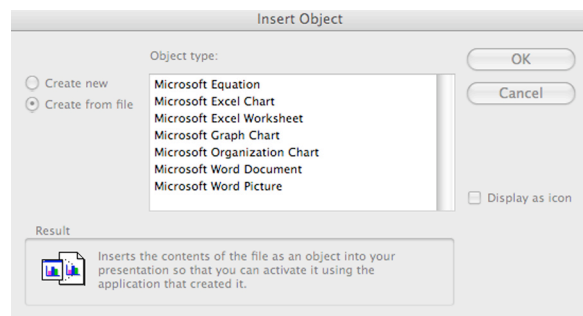 Insert Object
Object type:
OK
Create new
Cancel
Create from file
Microsoft Equation
Microsoft Excel Chart
Microsoft Excel Worksheet
Microsoft Graph Chart
Microsoft Organization Chart
Microsoft Word Document
Microsoft Word Picture
Display as icon
Result
Inserts the contents of the file as an object into your
presentation so that you can activate it using the
application that created it.